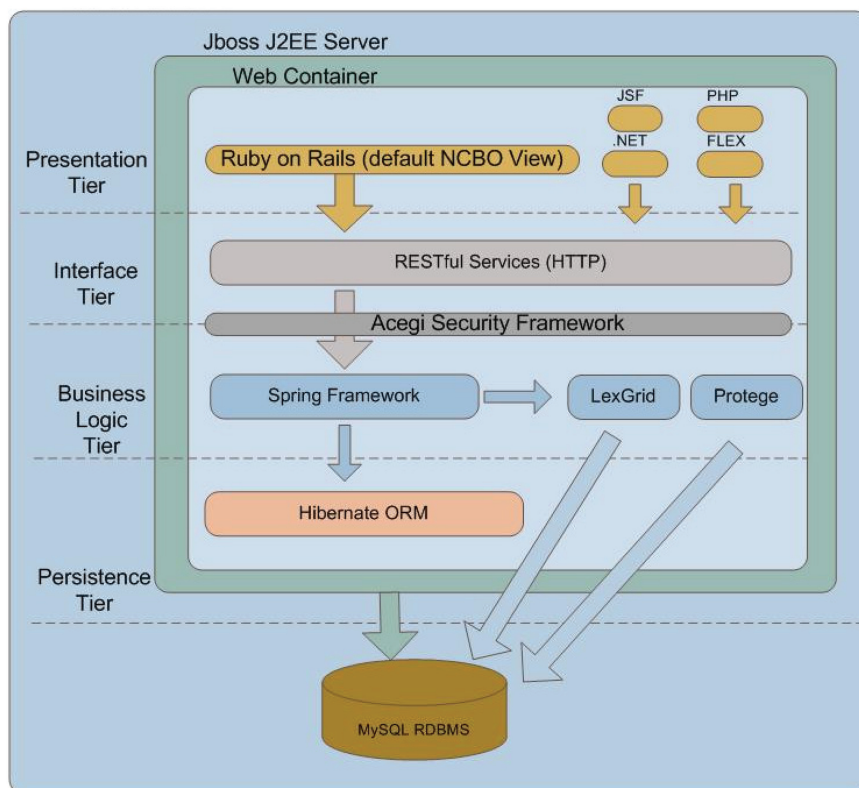 Jboss J2EE Server
Web Container
JSF
PHP
Presentation
Tier
Ruby on Rails (default NCBO View)
.NET
FLEX
Interface
Tier
RESTful Services (HTTP)
Acegi Security Framework
Business
Logic
Tier
Spring Framework
LexGrid
Protege
Hibernate ORM
Persistence
Tier
MySQL RDBMS